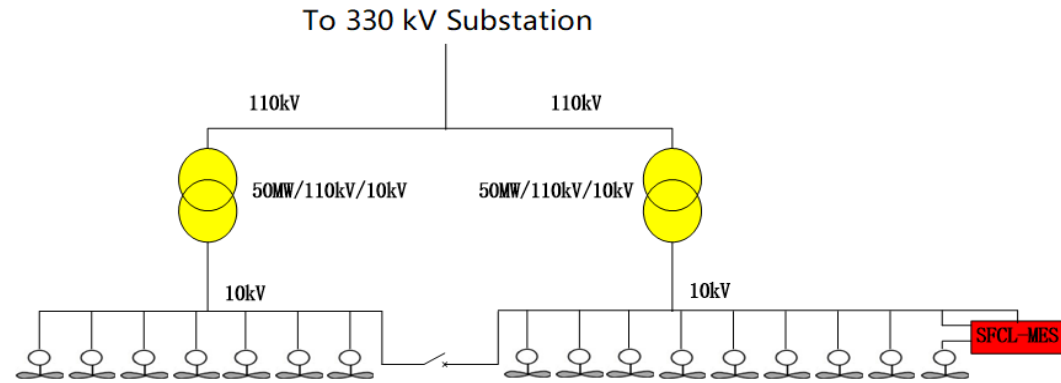 To 330 kV Substation
110kV
110kV
50MW/110kV/10kV
50MW/110kV/10kV
10kV
10kV
SFCL-MES